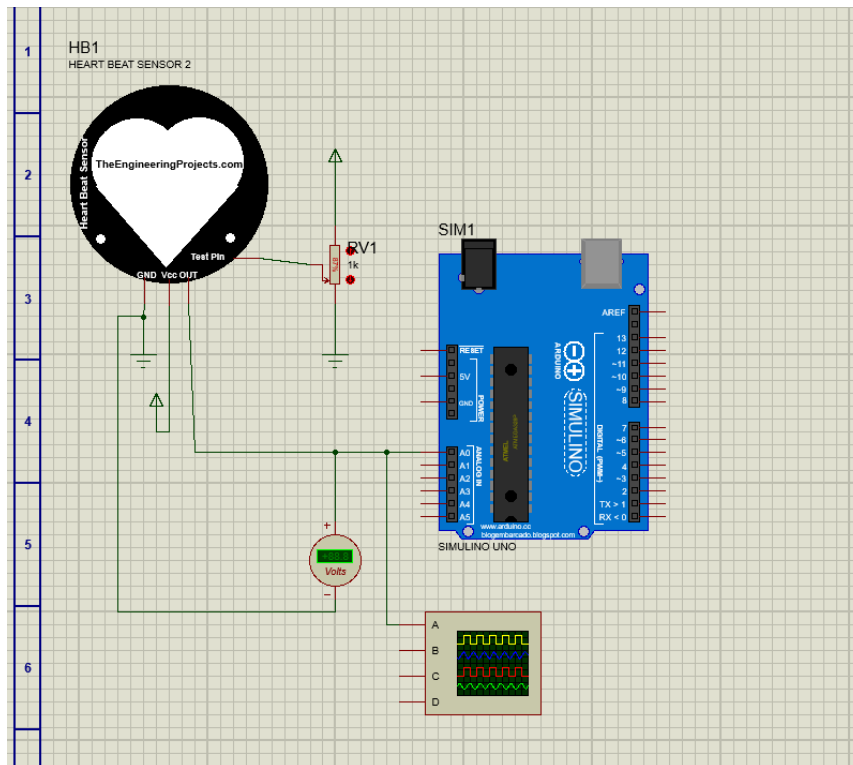 1
2
3
4
5
6
HB1
HEART BEAT SENSOR 2
Heart Beat Sensor
TheEngineeringProjects.com
Test Pin
GND Vcc OUT
RV1
87%
1k
SIM1
AREF
13
12
~11
~10
~9
8
7
~6
~5
4
~3
2
TX > 1
RX < 0
RESET
5V
GND
POWER
A0
A1
A2
A3
A4
A5
ANALOG IN
ATMEL
ARDUINO
SIMULINO
DIGITAL (PWM~)
www.arduino.cc
blogembarcado.blogspot.com
SIMULINO UNO
+
Volts
−
A
B
C
D